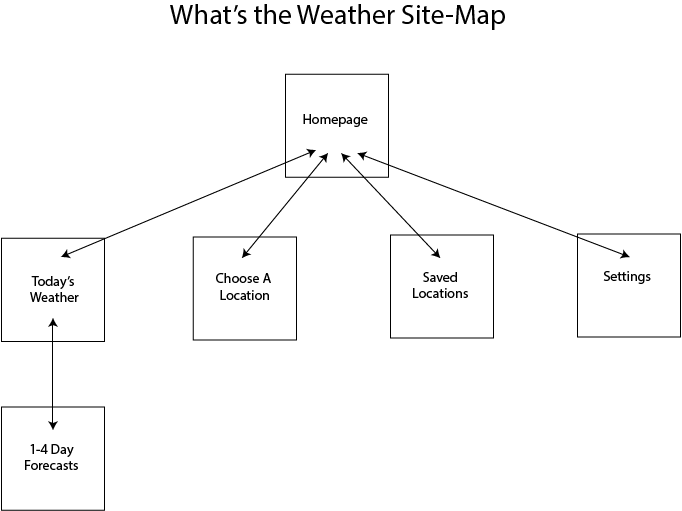 What's the Weather Site-Map
Homepage
Today's
Weather
Choose A
Location
Saved
Locations
Settings
1-4 Day
Forecasts